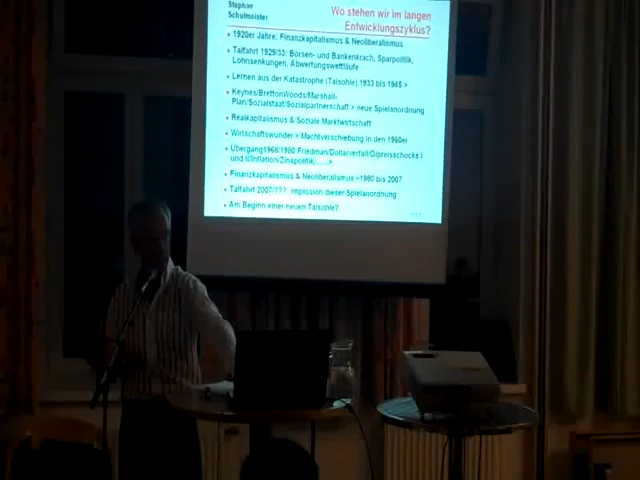 Stephan
Schulmeister
Wo stehen wir im langen
Entwicklungszyklus?
1920er Jahre: Finanzkapitalismus & Neoliberalismus
Talfahrt 1929/33: Börsen- und Bankenkrach, Sparpolitik,
Lohnsenkungen, Abwertungswettläufe
Lernen aus der Katastrophe (Talsohle) 1933 bis 1945 >
Keynes/BrettonWoods/Marshall-
Plan/Sozialstaat/Sozialpartnerschaft > neue Spielanordnung
Realkapitalismus & Soziale Marktwirtschaft
Wirtschaftswunder > Machtverschiebung in den 1960er
Übergang1966/1980:Friedman/Dollarverfall/Ölpreisschocks I
und II/Inflation/Zinspolitik,
Finanzkapitalismus & Neoliberalismus ~1980 bis 2007
Talfahrt 2007/???: Implosion dieser Spielanordnung
Am Beginn einer neuen Talsohle?